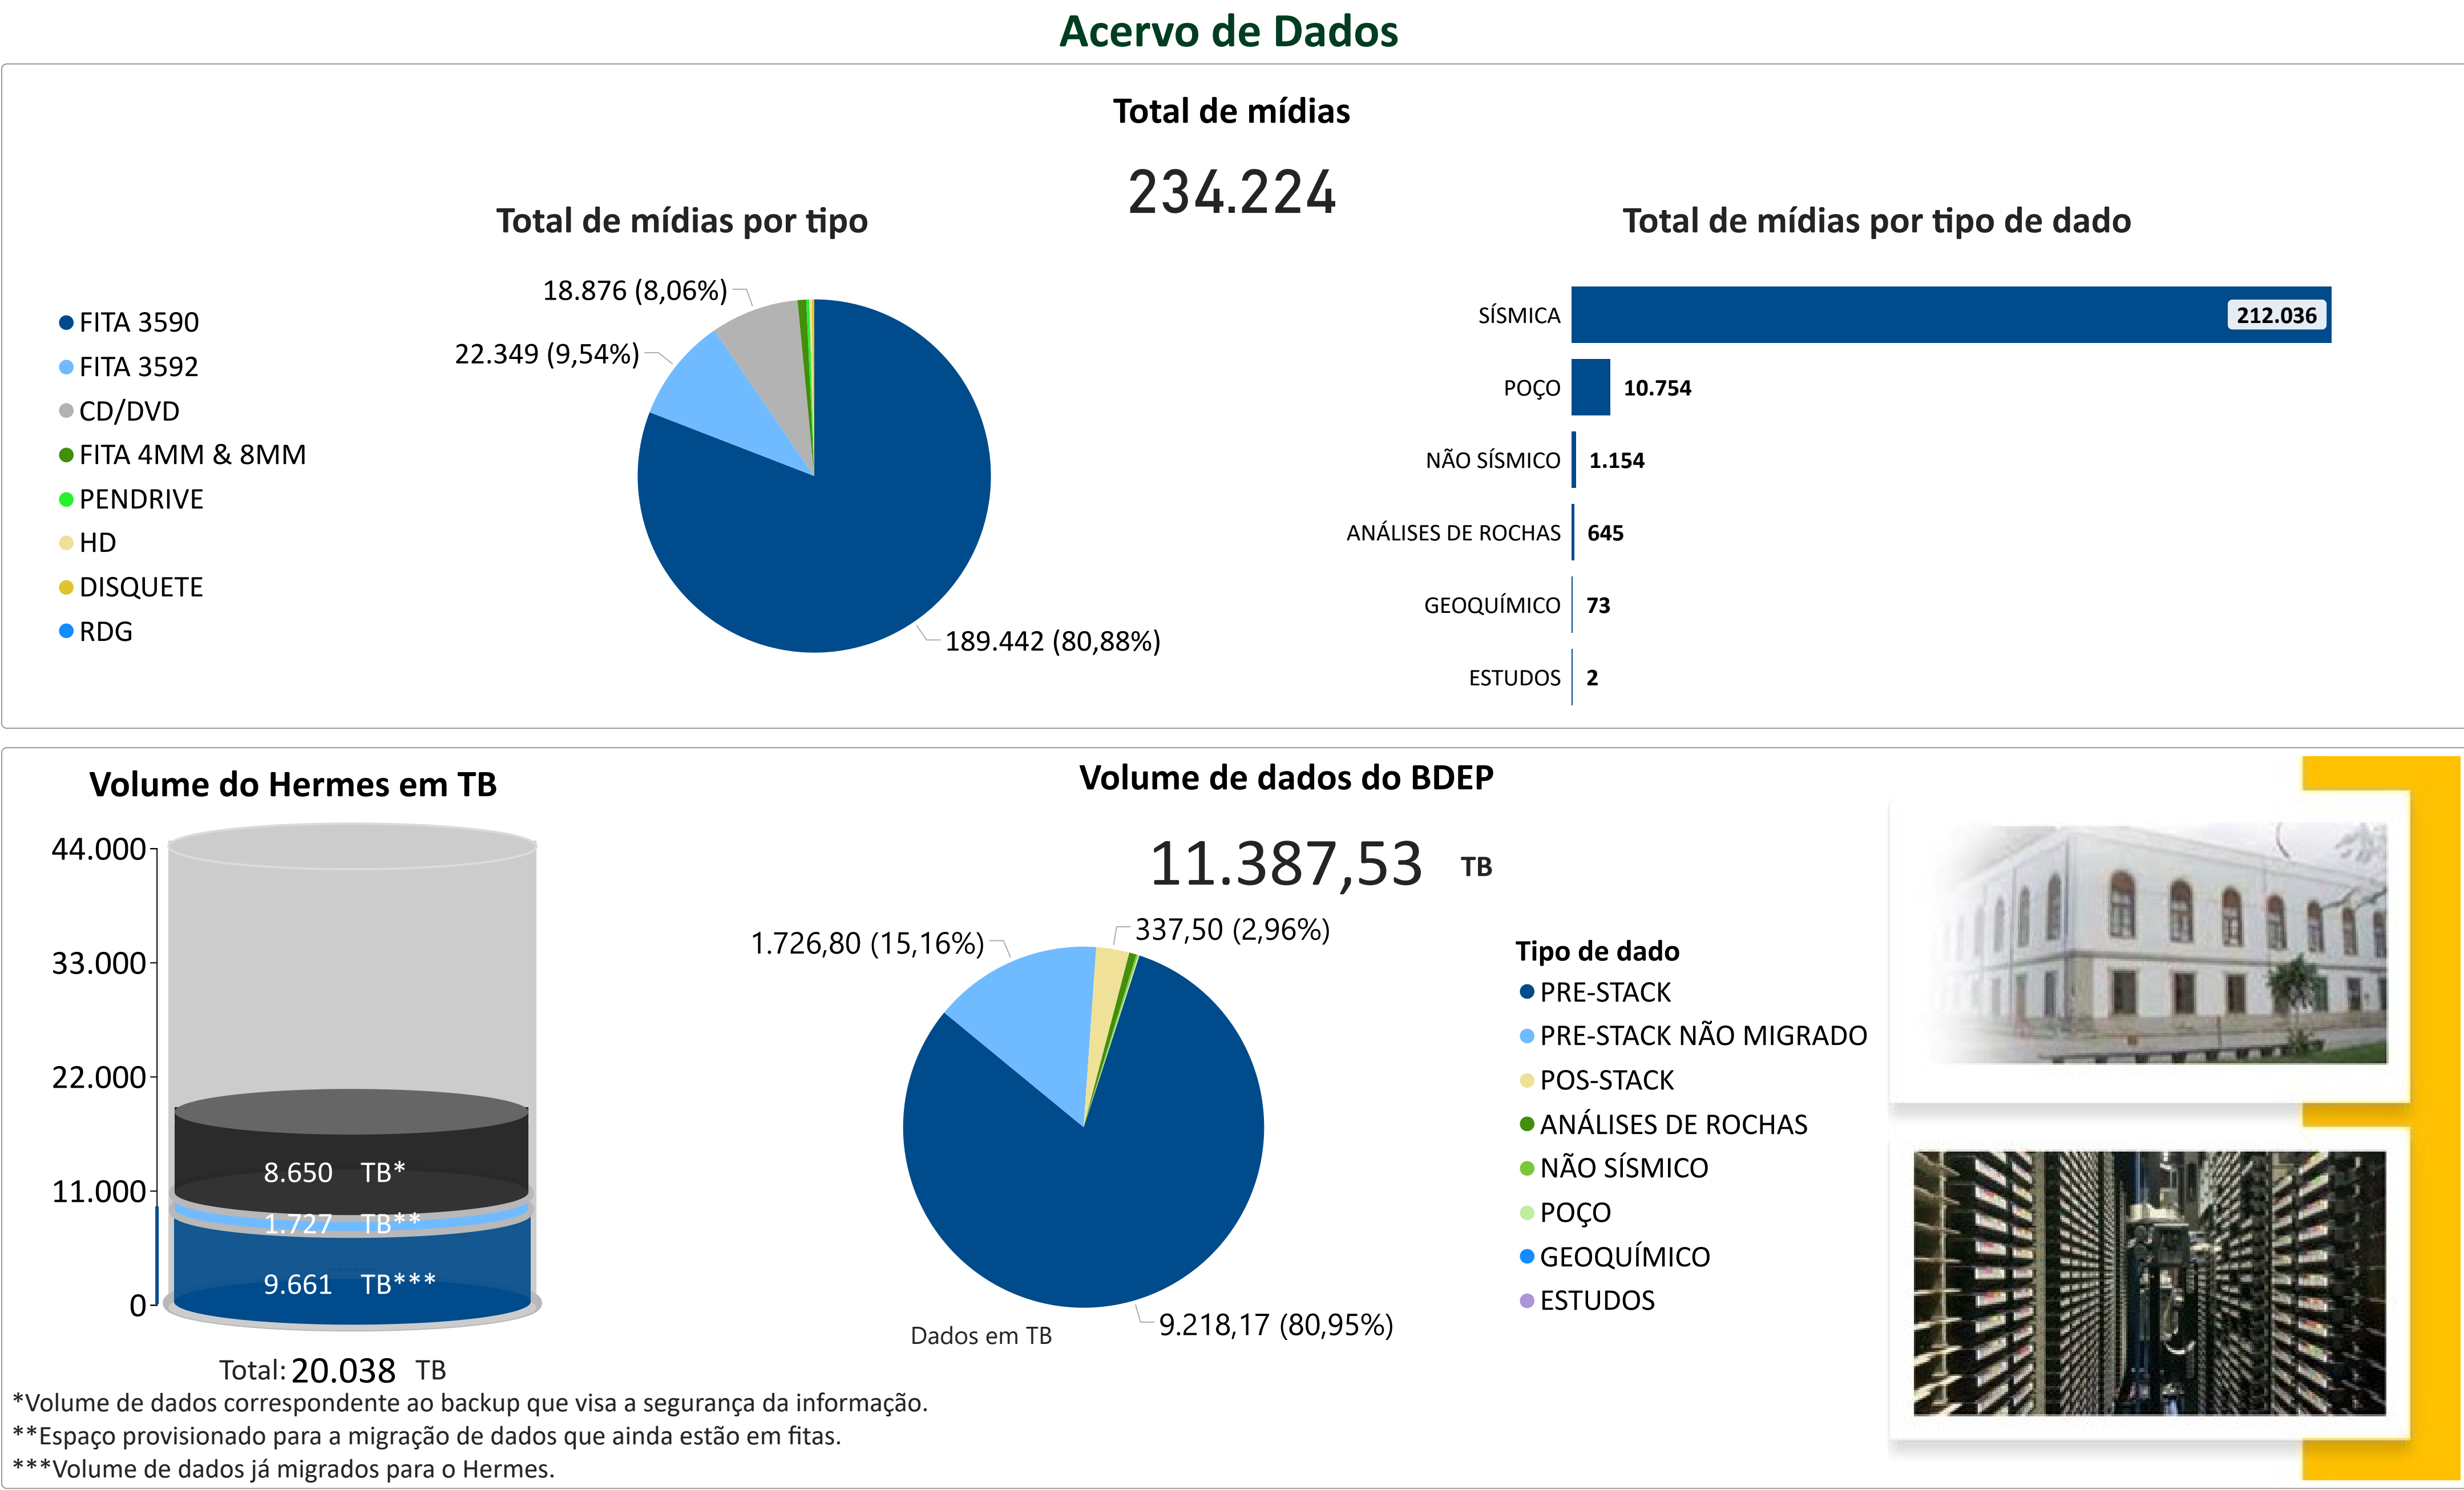 Acervo de Dados
Total de mídias
234.224
Total de mídias por tipo
FITA 3590
FITA 3592
CD/DVD
FITA 4MM & 8MM
PENDRIVE
HD
DISQUETE
RDG
18.876 (8,06%)
22.349 (9,54%)
189.442 (80,88%)
Total de mídias por tipo de dado
SÍSMICA 212.036
POÇO 10.754
NÃO SÍSMICO 1.154
ANÁLISES DE ROCHAS 645
GEOQUÍMICO 73
ESTUDOS 2
Volume do Hermes em TB
44.000
33.000
22.000
11.000
0
8.650 TB*
1.727 TB**
9.661 TB***
Total: 20.038 TB
*Volume de dados correspondente ao backup que visa a segurança da informação.
**Espaço provisionado para a migração de dados que ainda estão em fitas.
***Volume de dados já migrados para o Hermes.
Volume de dados do BDEP
11.387,53 TB
1.726,80 (15,16%)
337,50 (2,96%)
9.218,17 (80,95%)
Dados em TB
Tipo de dado
PRE-STACK
PRE-STACK NÃO MIGRADO
POS-STACK
ANÁLISES DE ROCHAS
NÃO SÍSMICO
POÇO
GEOQUÍMICO
ESTUDOS